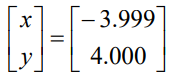 [x y] = [-3.999 4.000]